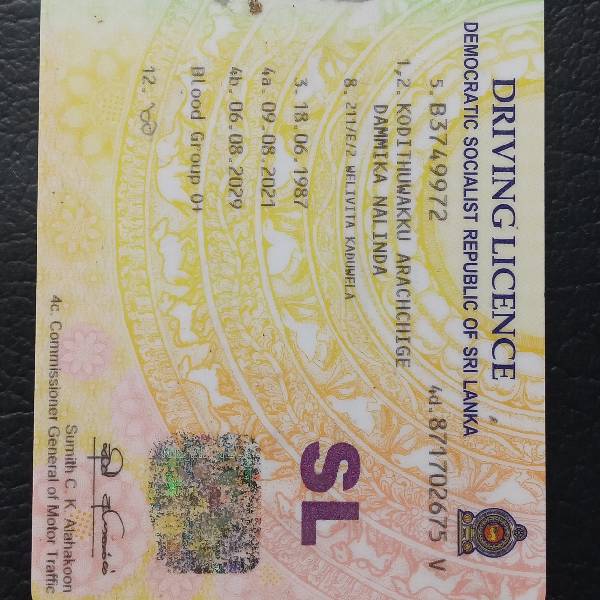 DRIVING LICENCE
DEMOCRATIC SOCIALIST REPUBLIC OF SRI LANKA
5. B3749972
4d. 871702675 V
1,2. KODITHUWAKKU ARACHCHIGE
DAMMIKA NALINDA
8. 211/E/2 WELIVITA KADUWELA
3. 18.06.1987
SL
4a. 09.08.2021
4b. 06.08.2029
Blood Group O+
12.
Sumith C. K. Alahakoon
4c. Commissioner General of Motor Traffic